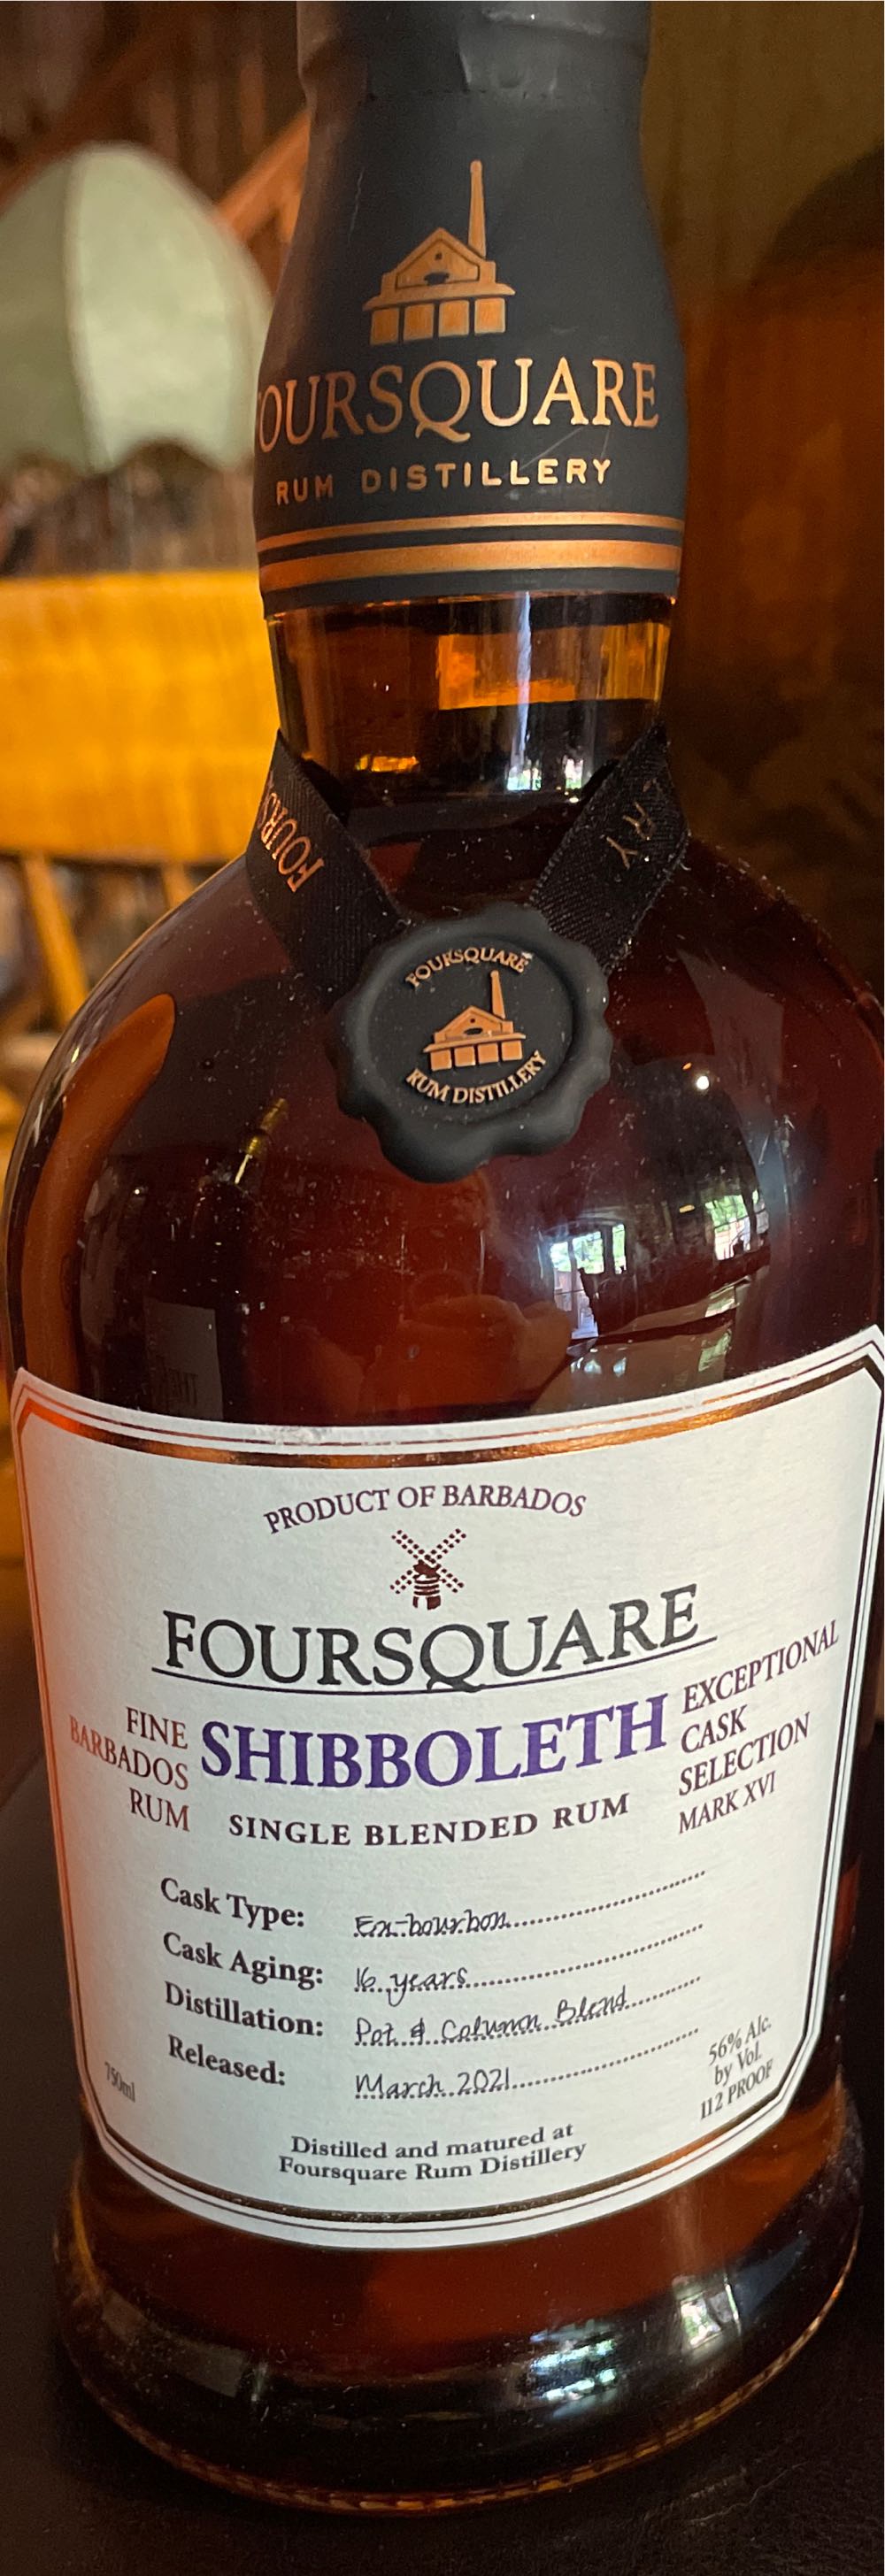 FOURSQUARE
RUM DISTILLERY
FOURS
RY
FOURSQUARE
RUM DISTILLERY
PRODUCT OF BARBADOS
FOURSQUARE
FINE
BARBADOS
RUM
SHIBBOLETH
SINGLE BLENDED RUM
EXCEPTIONAL
CASK
SELECTION
MARK XVI
Cask Type: Ex-bourbon
Cask Aging: 16 years
Distillation: Pot & Column Blend
Released: March 2021
750ml
56% Alc.
by Vol.
112 PROOF
Distilled and matured at
Foursquare Rum Distillery